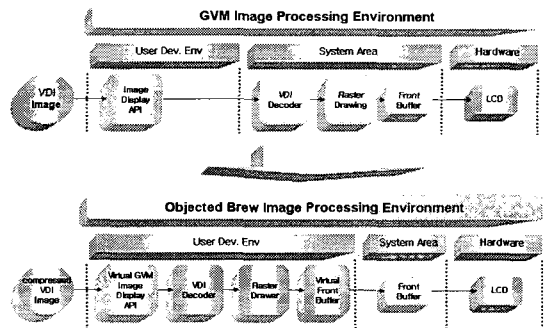 GVM Image Processing Environment
User Dev. Env
System Area
Hardware
VDI
Image
Image
Display
API
VDI
Decoder
Raster
Drawing
Front
Buffer
LCD
Objected Brew Image Processing Environment
User Dev. Env
System Area
Hardware
compressed
VDI
Image
Virtual GVM
Image
Display
API
VDI
Decoder
Raster
Drawer
Virtual
Front
Buffer
Front
Buffer
LCD